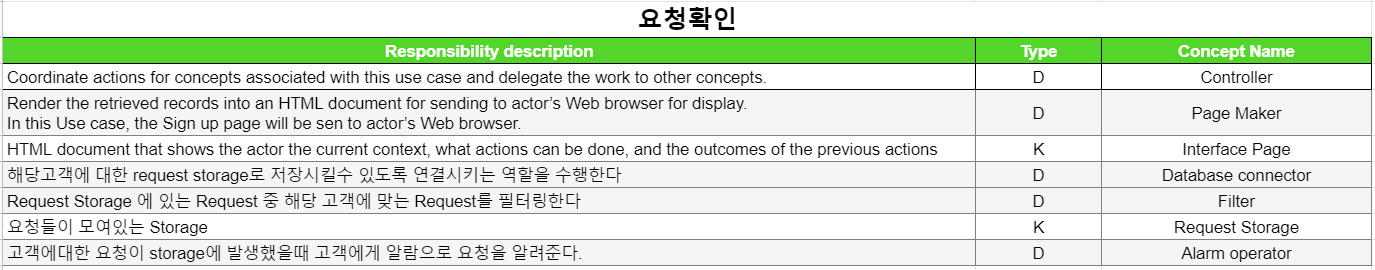 요청확인
Responsibility description Type Concept Name
Coordinate actions for concepts associated with this use case and delegate the work to other concepts. D Controller
Render the retrieved records into an HTML document for sending to actor’s Web browser for display.
In this Use case, the Sign up page will be sen to actor’s Web browser. D Page Maker
HTML document that shows the actor the current context, what actions can be done, and the outcomes of the previous actions K Interface Page
해당고객에 대한 request storage로 저장시킬수 있도록 연결시키는 역할을 수행한다 D Database connector
Request Storage 에 있는 Request 중 해당 고객에 맞는 Request를 필터링한다 D Filter
요청들이 모여있는 Storage K Request Storage
고객에대한 요청이 storage에 발생했을때 고객에게 알람으로 요청을 알려준다. D Alarm operator